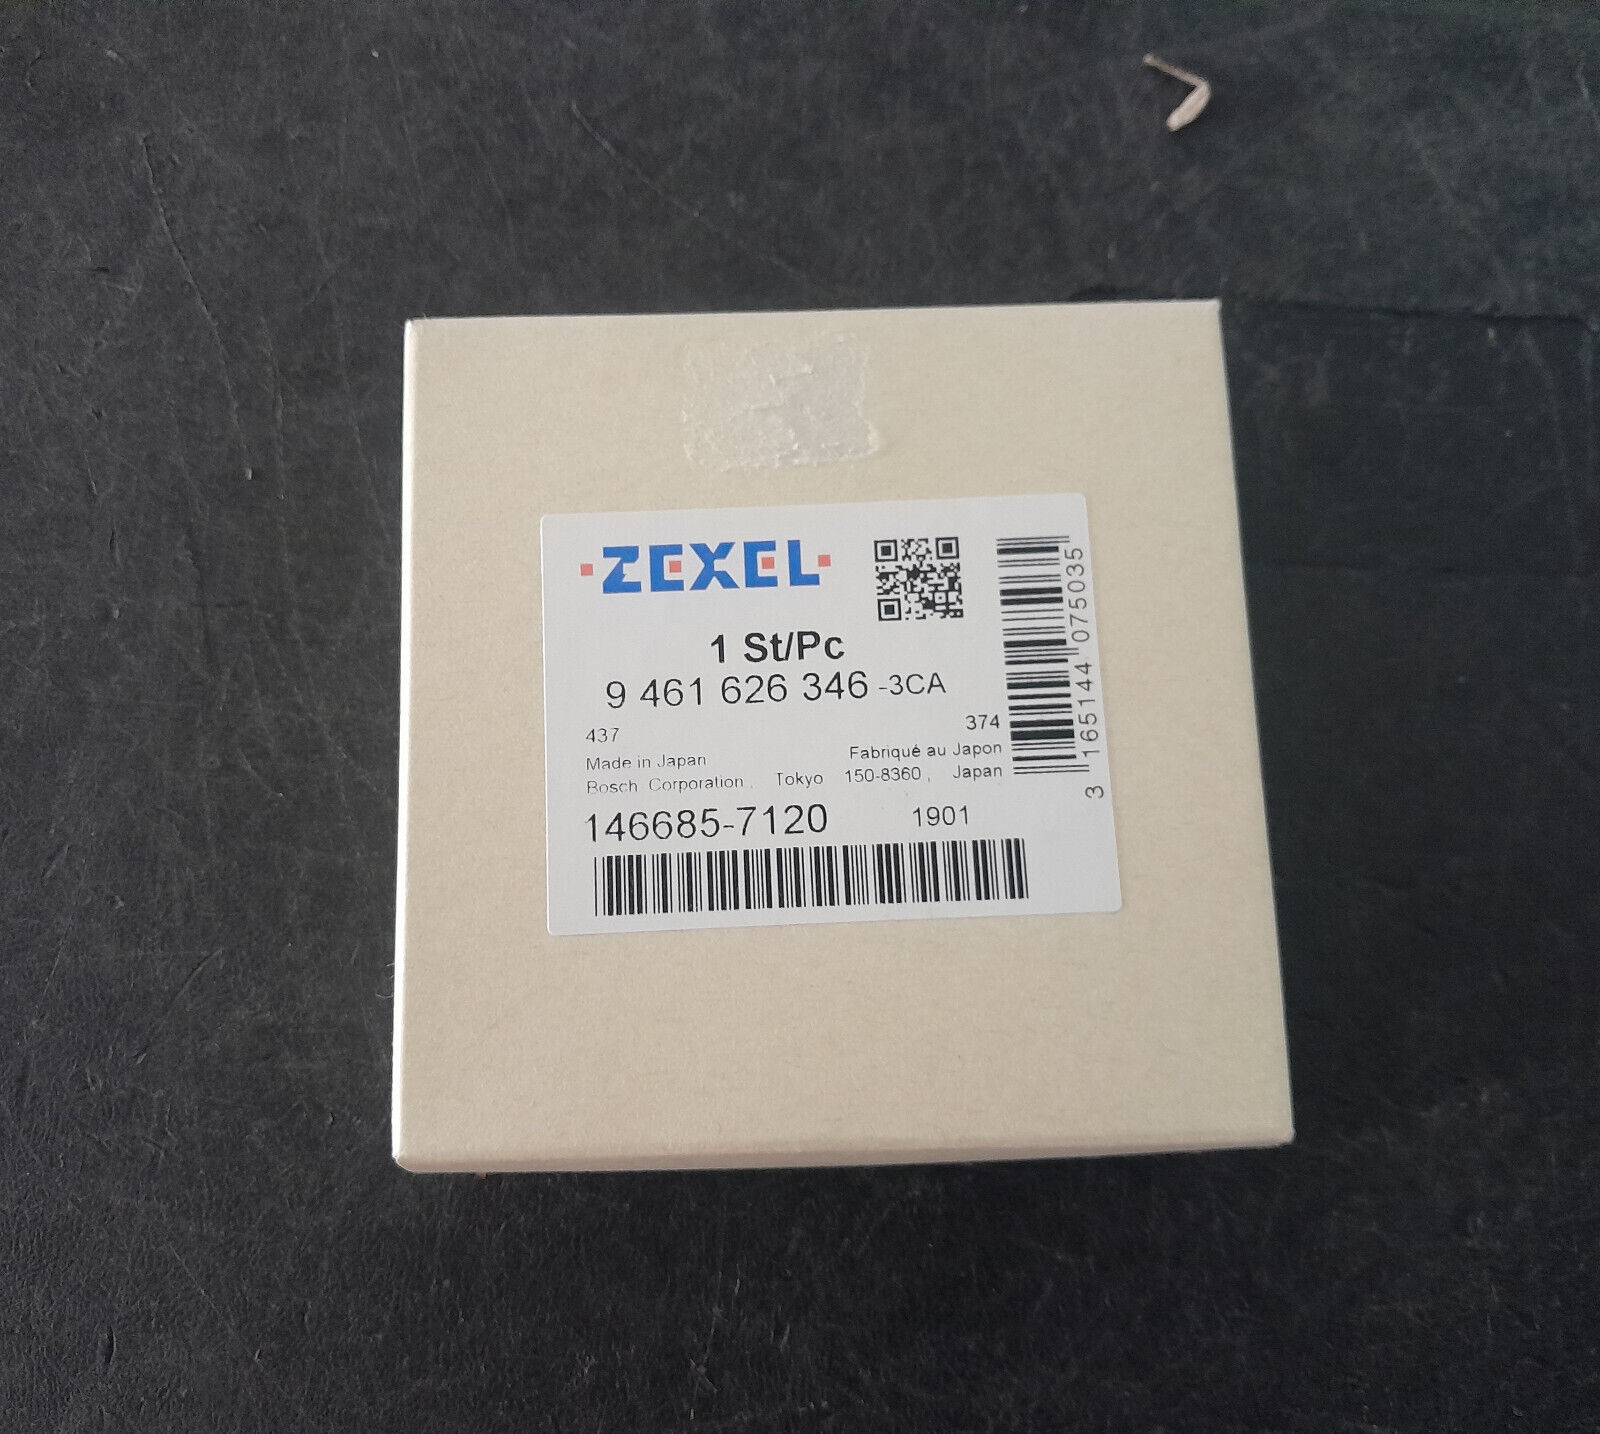 ZEXEL
1 St/Pc
9 461 626 346 -3CA
437 374
Made in Japan Fabriqué au Japon
Bosch Corporation, Tokyo 150-8360, Japan
146685-7120 1901
3 165144 075035